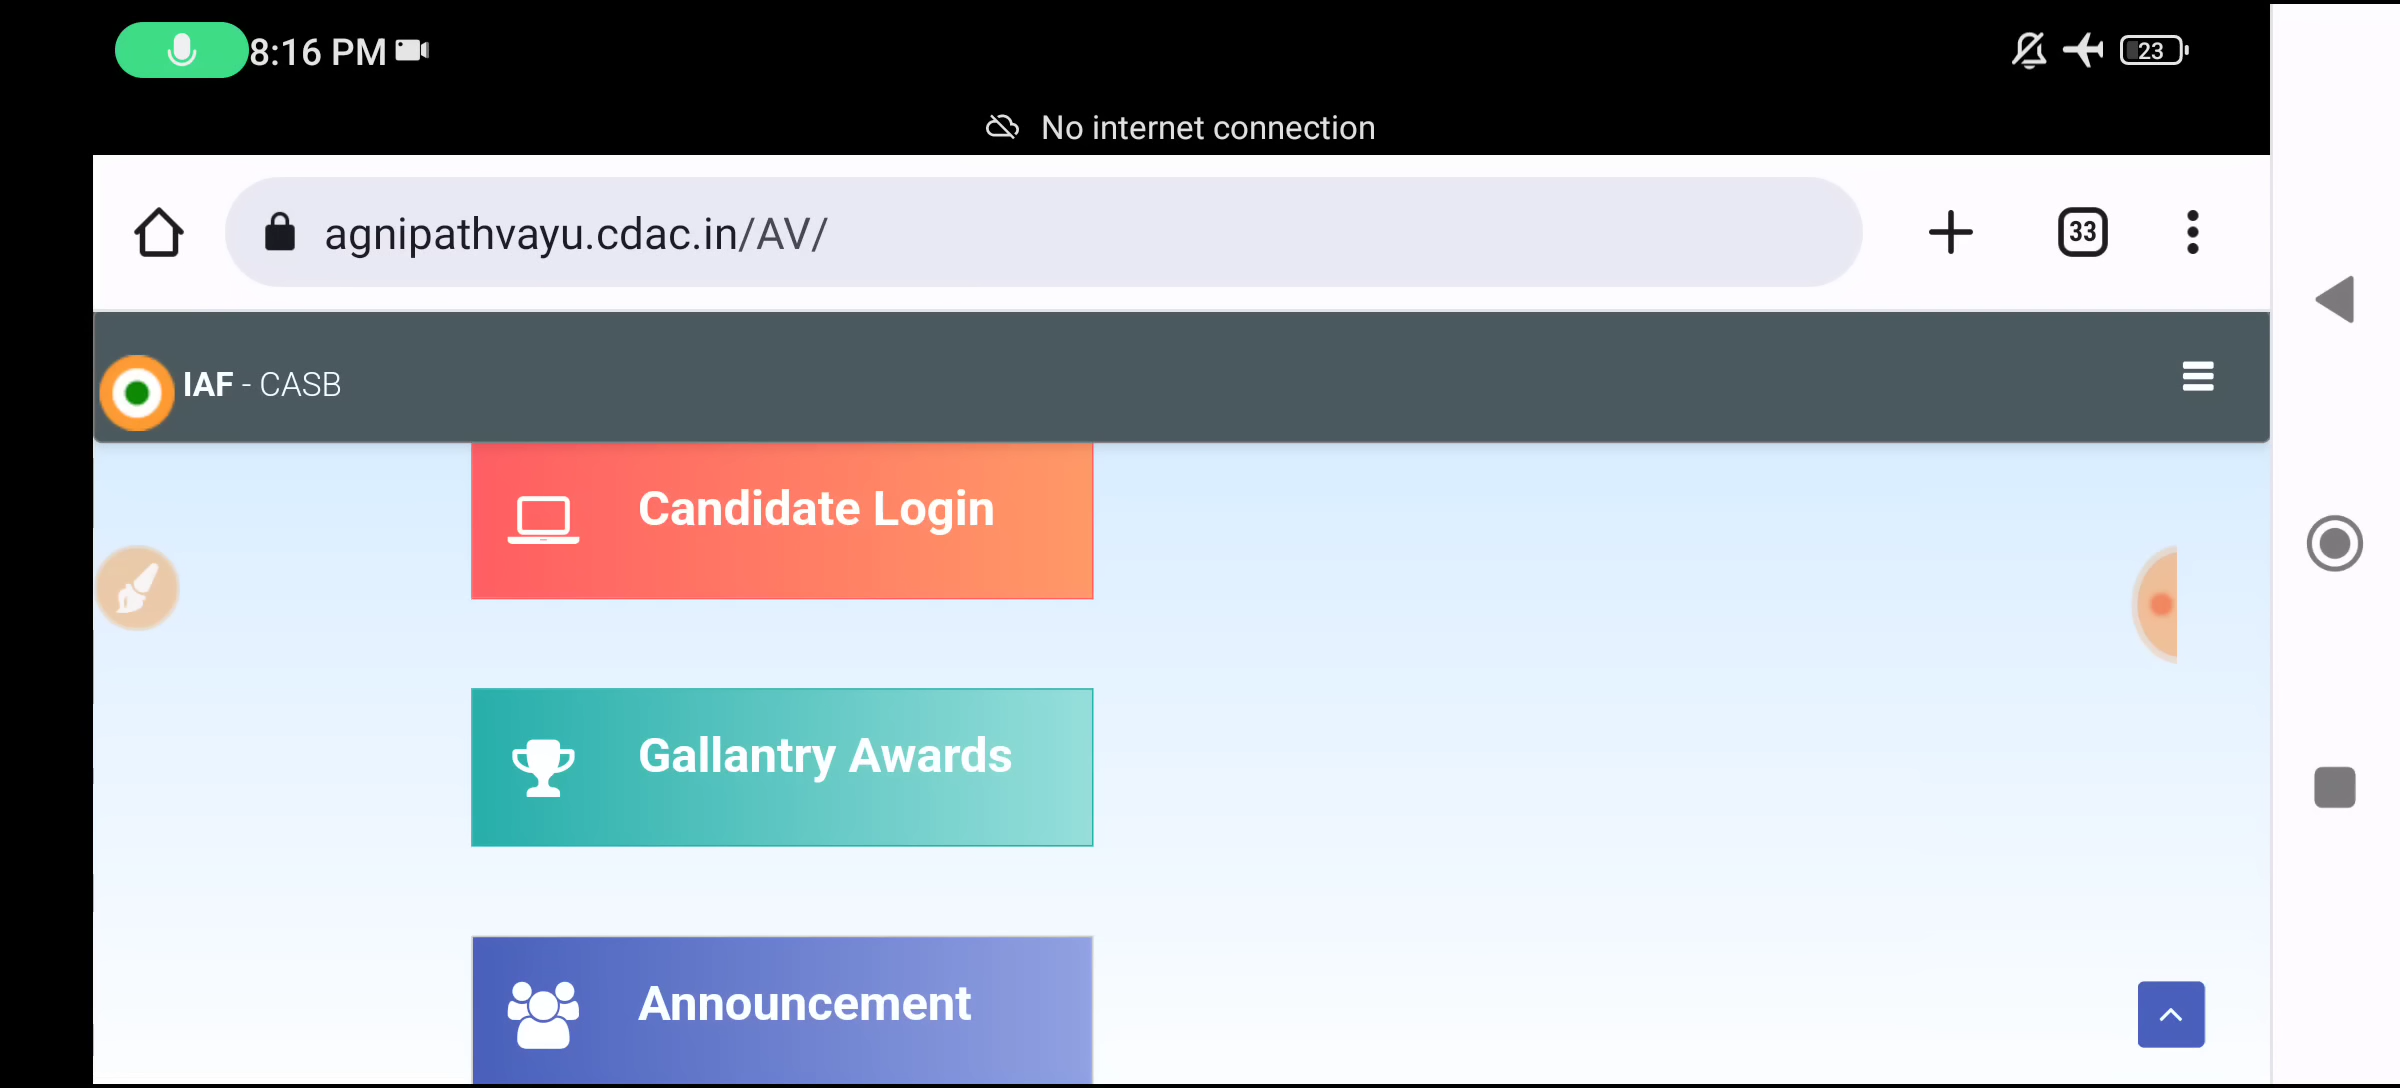 8:16 PM
23
No internet connection
agnipathvayu.cdac.in/AV/
33
IAF - CASB
Candidate Login
Gallantry Awards
Announcement